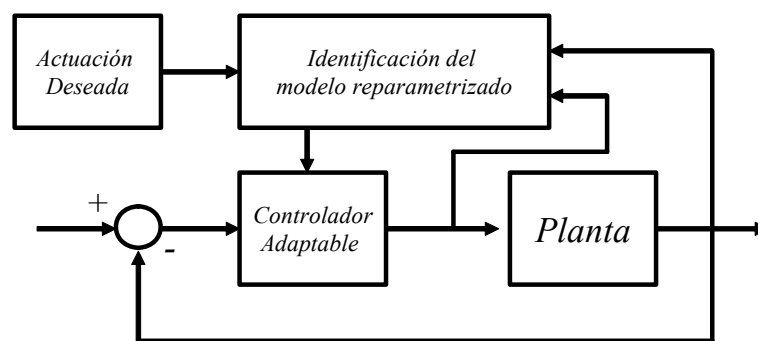 Actuación
Deseada
Identificación del
modelo reparametrizado
+
-
Controlador
Adaptable
Planta